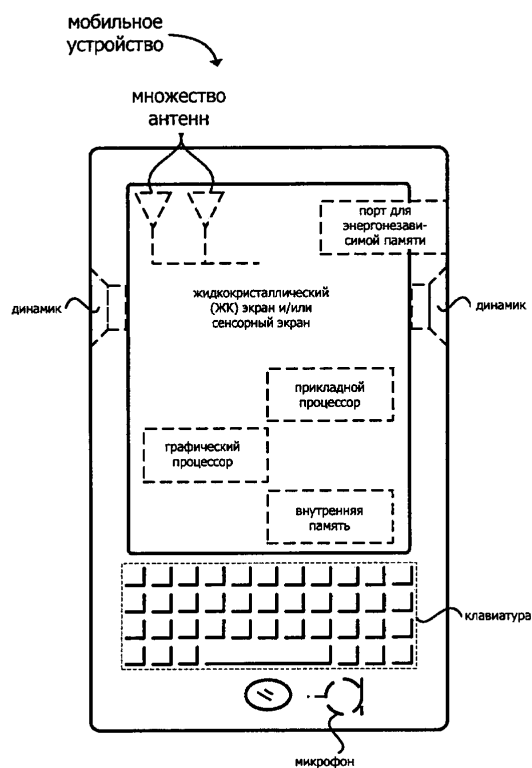 мобильное
устройство
множество
антенн
порт для
энергонезави-
симой памяти
динамик
жидкокристаллический
(ЖК) экран и/или
сенсорный экран
динамик
прикладной
процессор
графический
процессор
внутренняя
память
клавиатура
микрофон